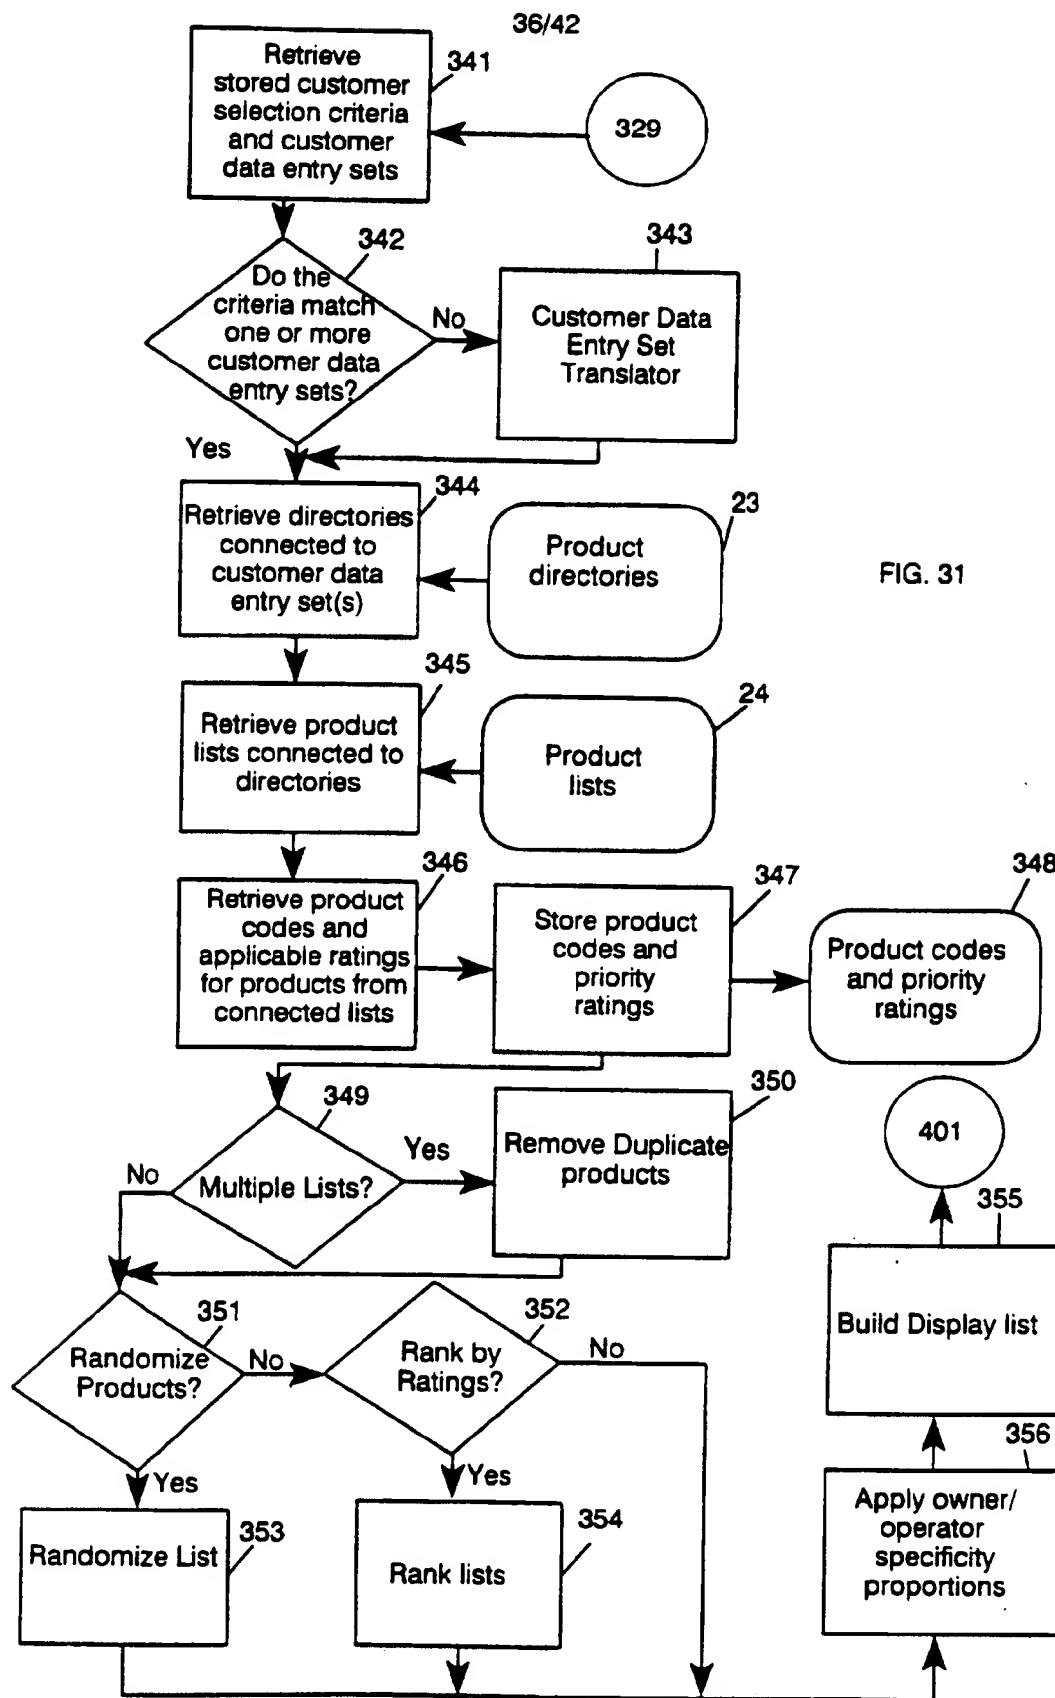 36/42
Retrieve
stored customer
selection criteria
and customer
data entry sets
341
329
342
Do the
criteria match
one or more
customer data
entry sets?
No
343
Customer Data
Entry Set
Translator
Yes
344
Retrieve directories
connected to
customer data
entry set(s)
23
Product
directories
FIG. 31
345
Retrieve product
lists connected to
directories
24
Product
lists
346
Retrieve product
codes and
applicable ratings
for products from
connected lists
347
Store product
codes and
priority
ratings
348
Product codes
and priority
ratings
349
Multiple Lists?
Yes
No
350
Remove Duplicate
products
401
355
Build Display list
351
Randomize
Products?
No
352
Rank by
Ratings?
No
356
Apply owner/
operator
specificity
proportions
Yes
353
Randomize List
Yes
354
Rank lists